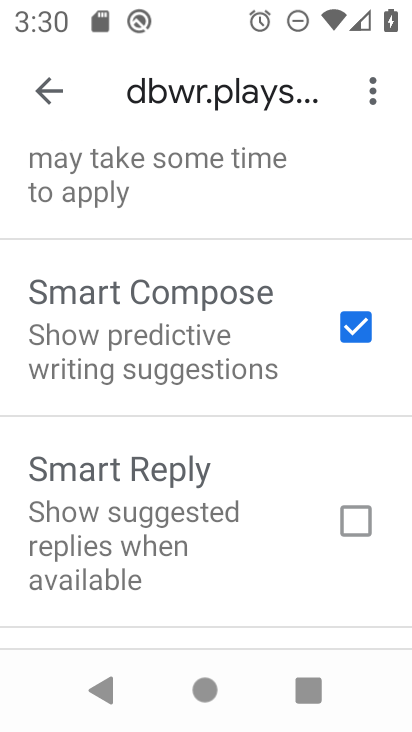 3:30
dbwr.plays...
may take some time
to apply
Smart Compose
Show predictive
writing suggestions
Smart Reply
Show suggested
replies when
available